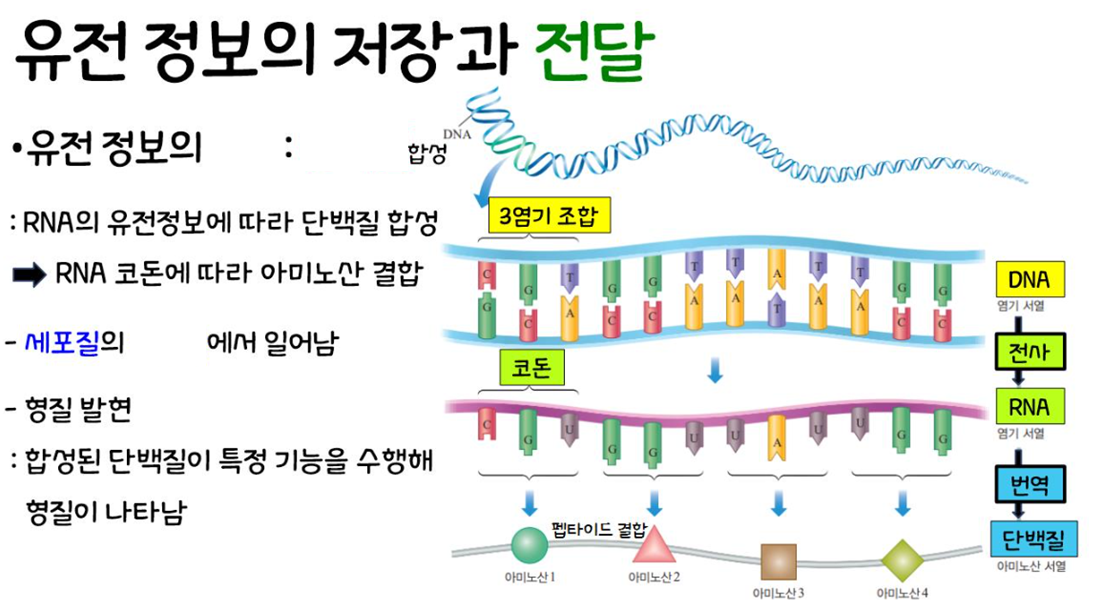 유전 정보의 저장과 전달
•유전 정보의 : 합성
: RNA의 유전정보에 따라 단백질 합성
➡ RNA 코돈에 따라 아미노산 결합
- 세포질의 에서 일어남
- 형질 발현
: 합성된 단백질이 특정 기능을 수행해
형질이 나타남
DNA
3염기 조합
C G T G G T T A T T G G
G C A C C A A T A A C C
코돈
C G U G G U U A U U G G
펩타이드 결합
아미노산 1
아미노산 2
아미노산 3
아미노산 4
DNA
염기 서열
전사
RNA
염기 서열
번역
단백질
아미노산 서열